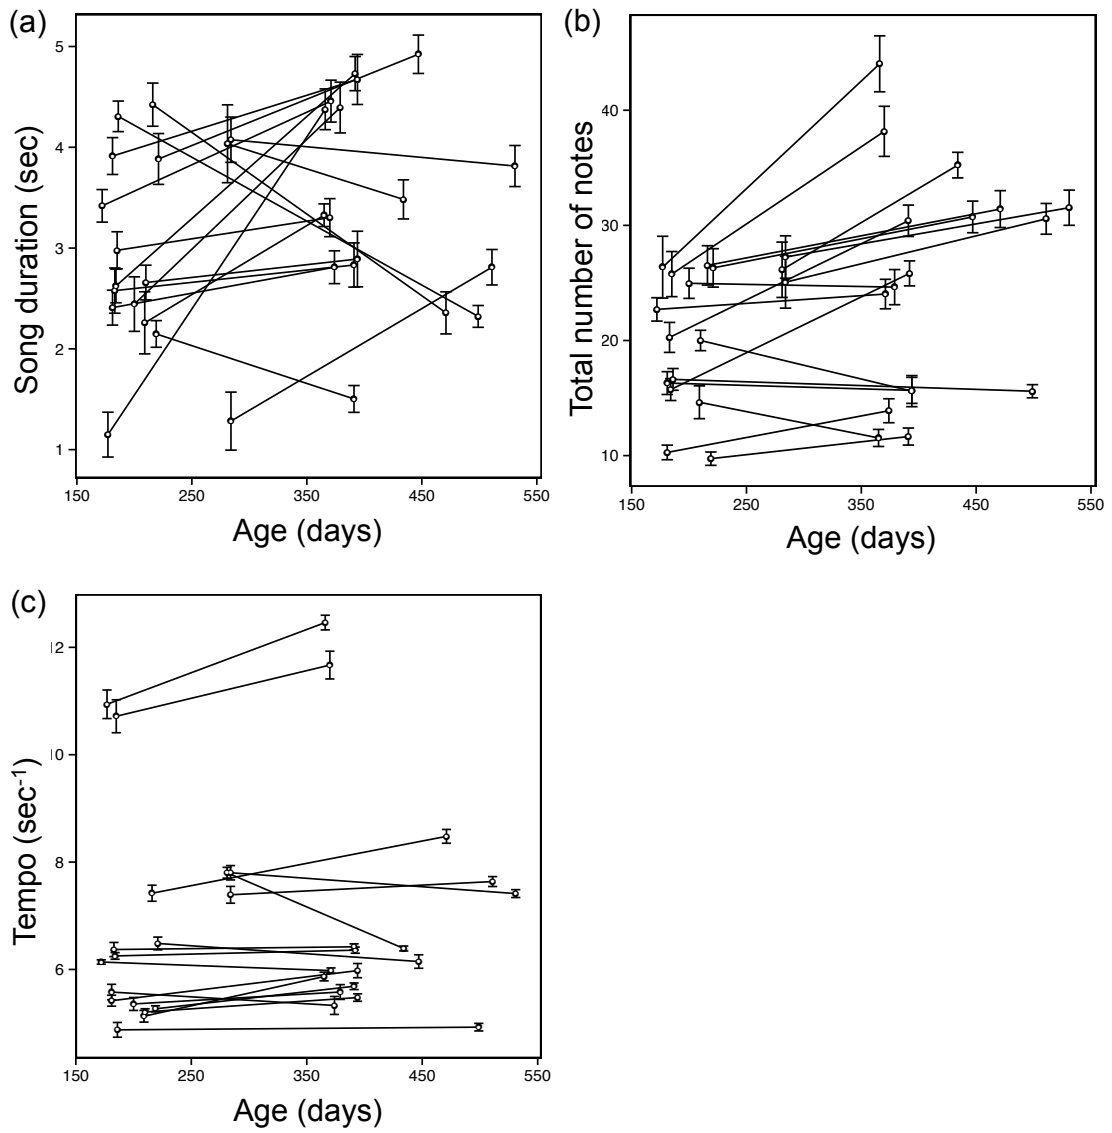 (a)
Song duration (sec)
5
4
3
2
1
150 250 350 450 550
Age (days)
(b)
Total number of notes
40
30
20
10
150 250 350 450 550
Age (days)
(c)
Tempo (sec-1)
12
10
8
6
150 250 350 450 550
Age (days)